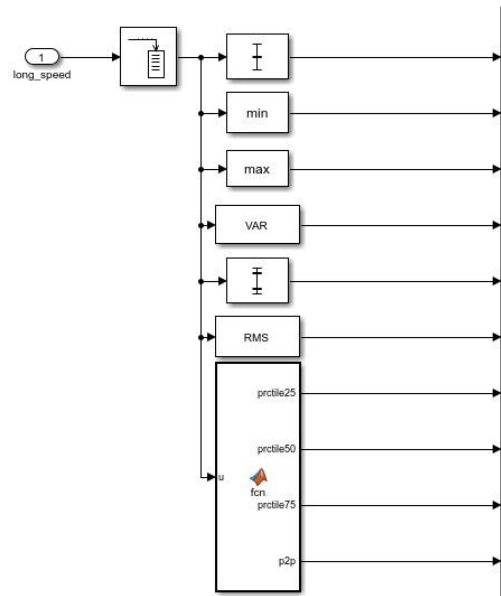 1
long_speed
min
max
VAR
RMS
prctile25
prctile50
u
fcn
prctile75
p2p